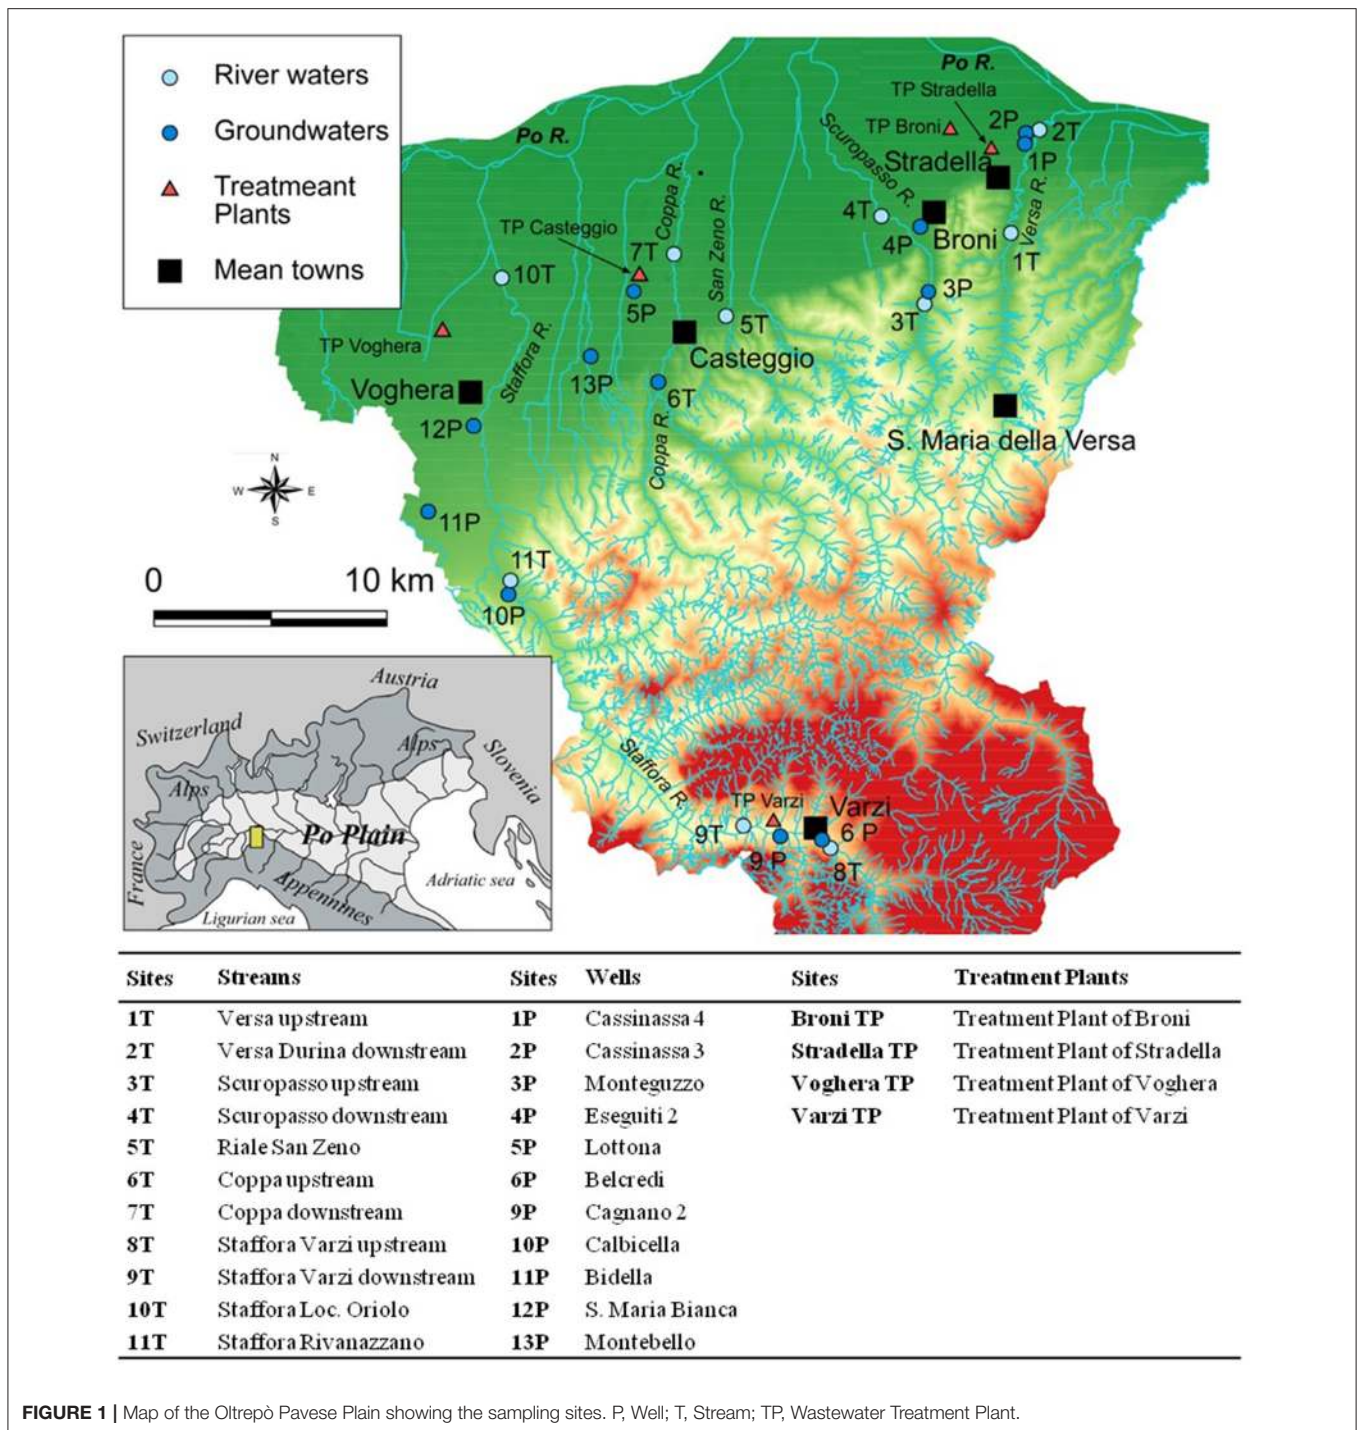 River waters
Groundwaters
Treatmeant
Plants
Mean towns
Po R.
TP Stradella
Po R.
TP Broni
2P
2T
Scuropasso R.
Stradella
1P
Coppa R.
Versa R.
San Zeno R.
4T
TP Casteggio
7T
4P
Broni
1T
10T
5P
3P
3T
5T
TP Voghera
Staffora R.
Casteggio
13P
Voghera
6T
12P
Coppa R.
S. Maria della Versa
N
W
E
S
11P
11T
0
10 km
10P
Austria
Switzerland
Alps
Slovenia
Alps
Po Plain
France
Appennines
Adriatic sea
Ligurian sea
Staffora R.
TP Varzi
Varzi
9T
6 P
9 P
8T
Sites Streams Sites Wells Sites Treatment Plants
1T Versa upstream 1P Cassinassa 4 Broni TP Treatment Plant of Broni
2T Versa Durina downstream 2P Cassinassa 3 Stradella TP Treatment Plant of Stradella
3T Scuropasso upstream 3P Monteguzzo Voghera TP Treatment Plant of Voghera
4T Scuropasso downstream 4P Eseguiti 2 Varzi TP Treatment Plant of Varzi
5T Riale San Zeno 5P Lottona
6T Coppa upstream 6P Belcredi
7T Coppa downstream 9P Cagnano 2
8T Staffora Varzi upstream 10P Calbicella
9T Staffora Varzi downstream 11P Bidella
10T Staffora Loc. Oriolo 12P S. Maria Bianca
11T Staffora Rivanazzano 13P Montebello
FIGURE 1 | Map of the Oltrepò Pavese Plain showing the sampling sites. P, Well; T, Stream; TP, Wastewater Treatment Plant.